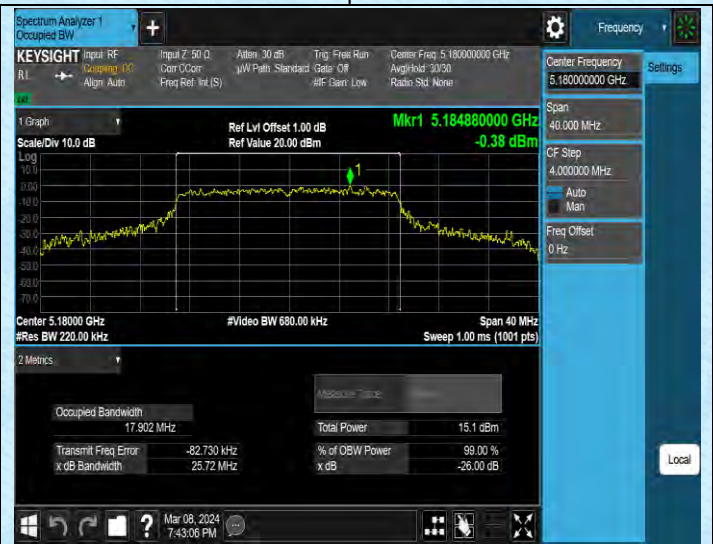 Spectrum Analyzer 1
Occupied BW
Frequency
KEYSIGHT Input: RF
Coupling: DC
Align: Auto
RL
Input Z: 50 Ω
Corr CCorr
Freq Ref: Int (S)
Atten: 30 dB
µW Path: Standard
Trig: Free Run
Gate: Off
#IF Gain: Low
Center Freq: 5.180000000 GHz
Avg|Hold: 30/30
Radio Std: None
Center Frequency
5.180000000 GHz
Settings
Span
40.000 MHz
CF Step
4.000000 MHz
Auto
Man
Freq Offset
0 Hz
1 Graph
Scale/Div 10.0 dB
Ref Lvl Offset 1.00 dB
Ref Value 20.00 dBm
Mkr1 5.184880000 GHz
-0.38 dBm
Log
10.0
0.00
-10.0
-20.0
-30.0
-40.0
-50.0
-60.0
-70.0
1
Center 5.18000 GHz
#Res BW 220.00 kHz
#Video BW 680.00 kHz
Span 40 MHz
Sweep 1.00 ms (1001 pts)
2 Metrics
Measure Trace
Occupied Bandwidth
17.902 MHz
Total Power 15.1 dBm
Transmit Freq Error -82.730 kHz
% of OBW Power 99.00 %
x dB Bandwidth 25.72 MHz
x dB -26.00 dB
Local
Mar 08, 2024
7:43:06 PM